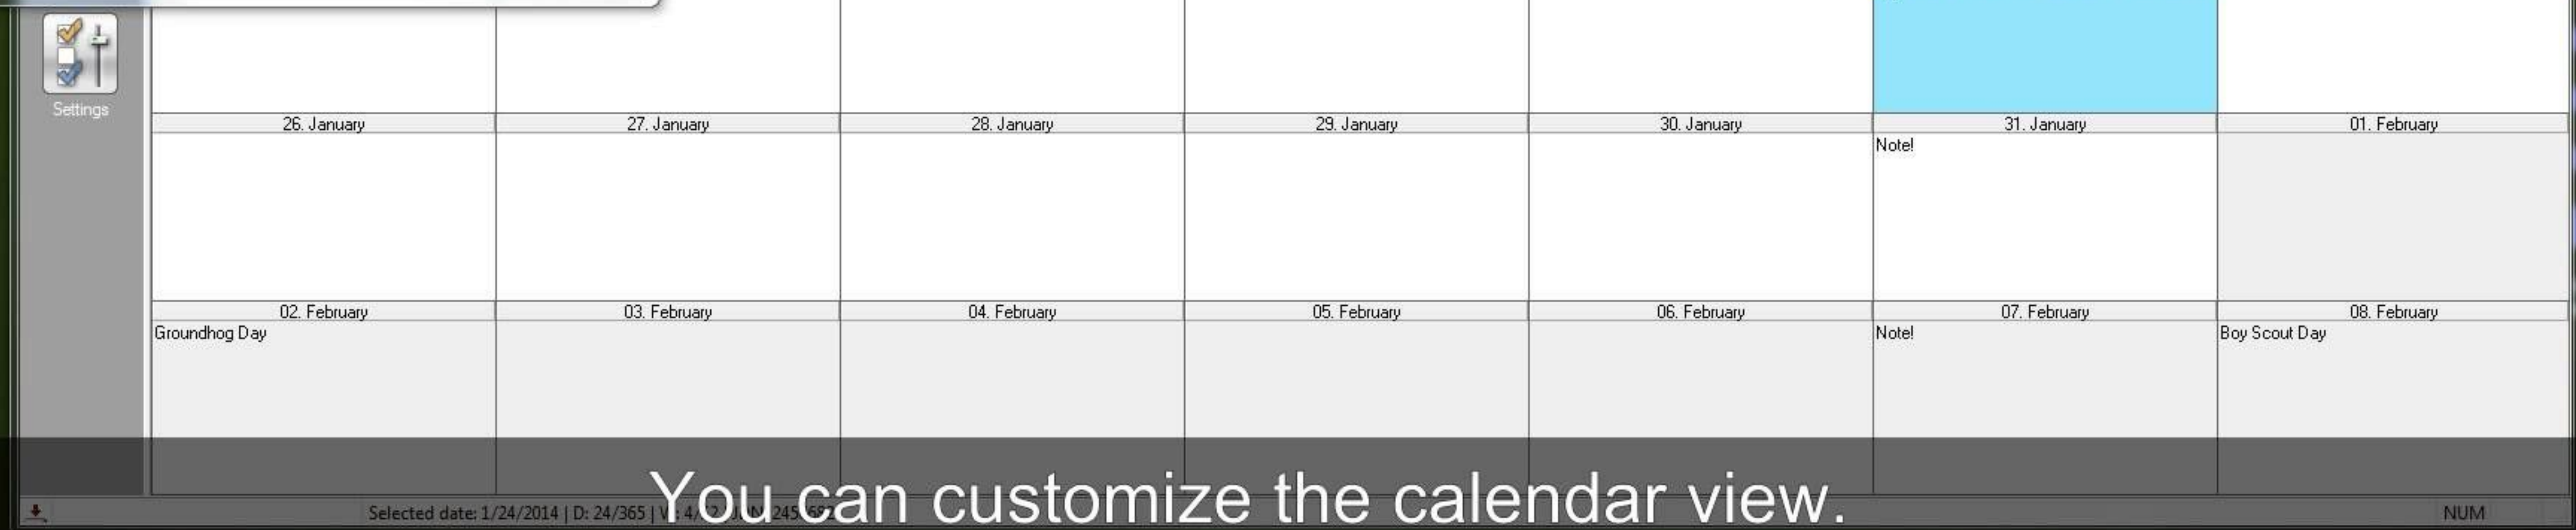 Settings
26. January 27. January 28. January 29. January 30. January 31. January 01. February
Note!
02. February 03. February 04. February 05. February 06. February 07. February 08. February
Groundhog Day Note! Boy Scout Day
You can customize the calendar view.
Selected date: 1/24/2014 | D: 24/365 | NUM